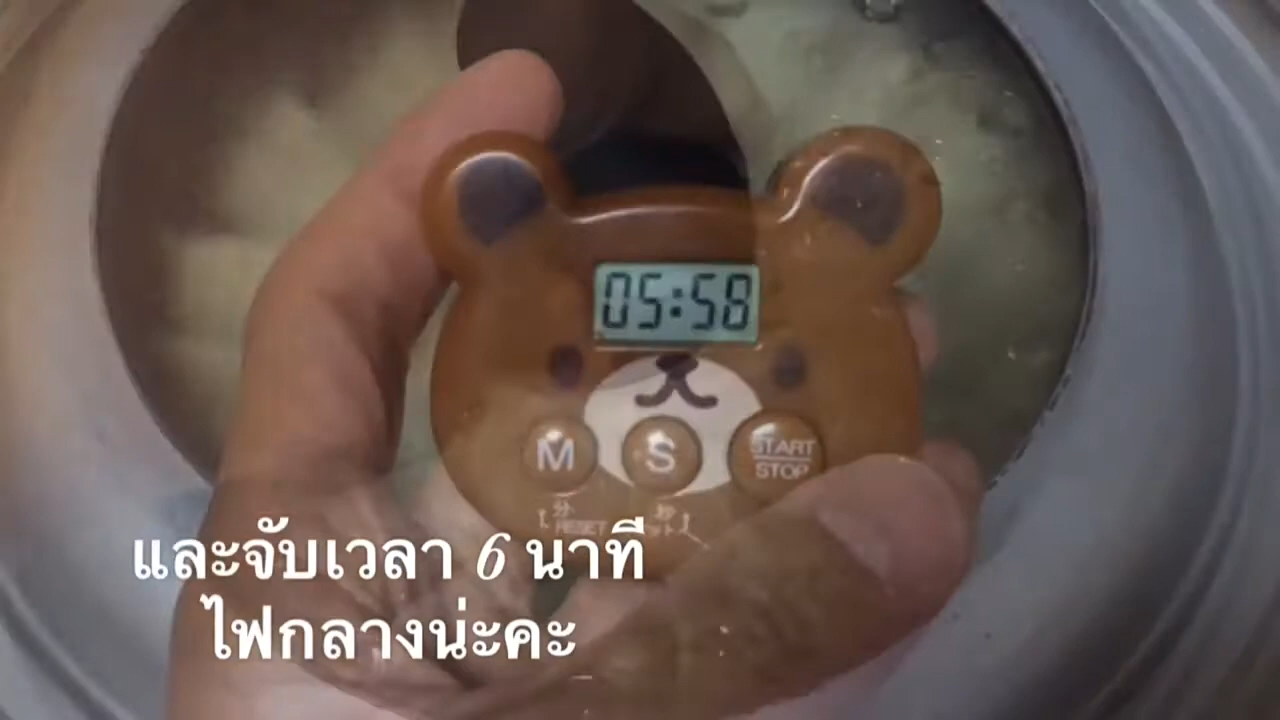 05:58
M S START
STOP
分
RESET
และจับเวลา 6 นาที
ไฟกลางน่ะคะ